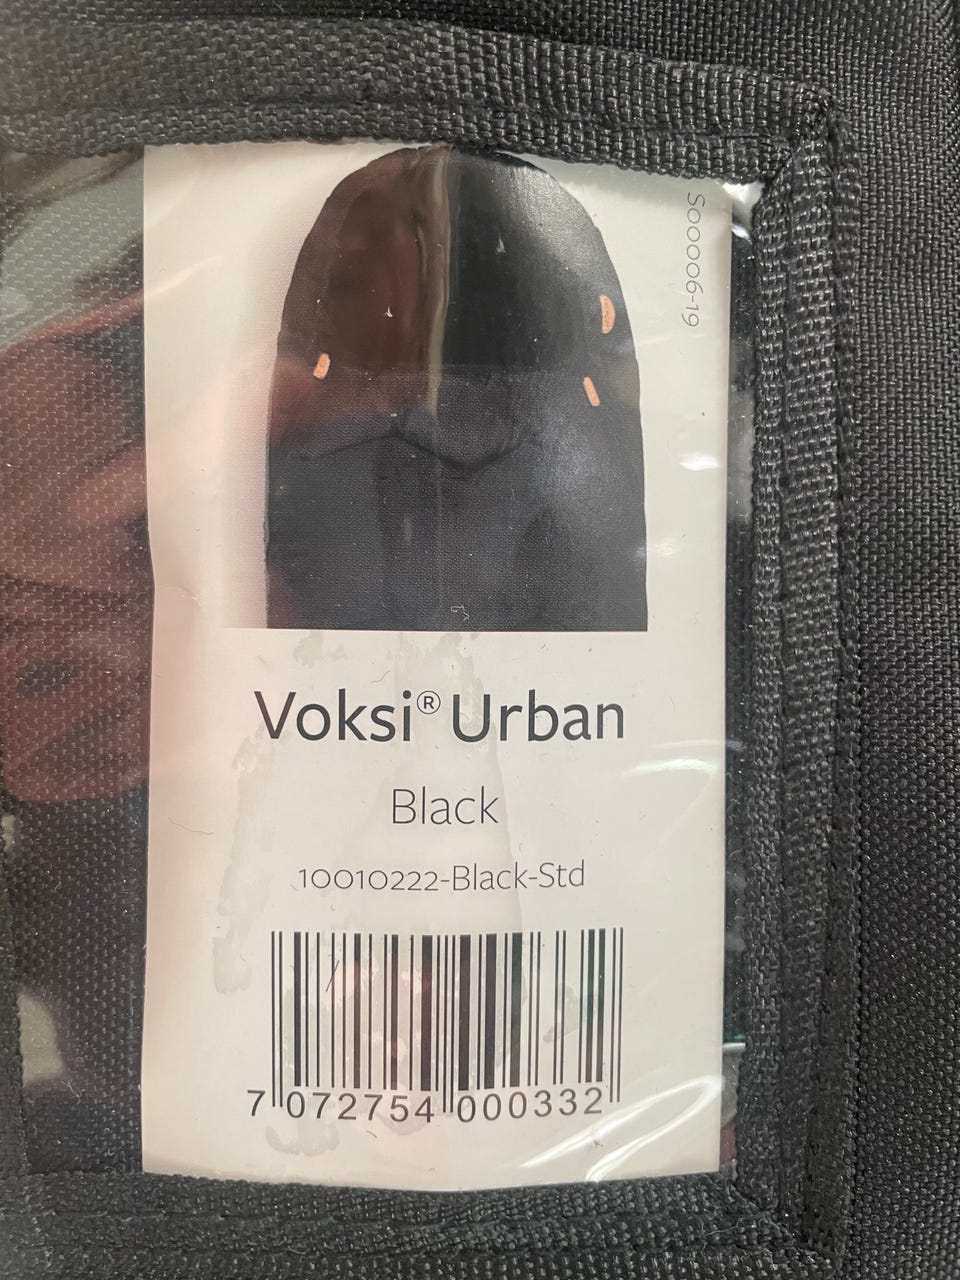 S00006-19
Voksi® Urban
Black
10010222-Black-Std
7 072754 000332